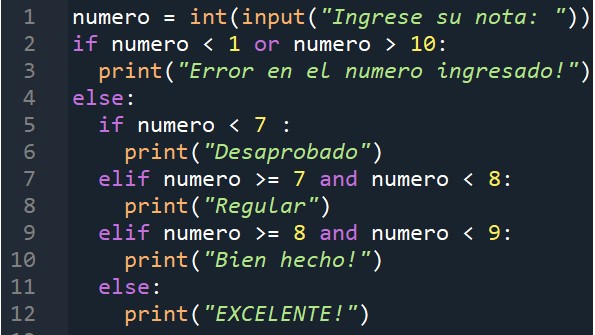 1 numero = int(input("Ingrese su nota: "))
2 if numero < 1 or numero > 10:
3   print("Error en el numero ingresado!")
4 else:
5   if numero < 7 :
6     print("Desaprobado")
7   elif numero >= 7 and numero < 8:
8     print("Regular")
9   elif numero >= 8 and numero < 9:
10     print("Bien hecho!")
11   else:
12     print("EXCELENTE!")